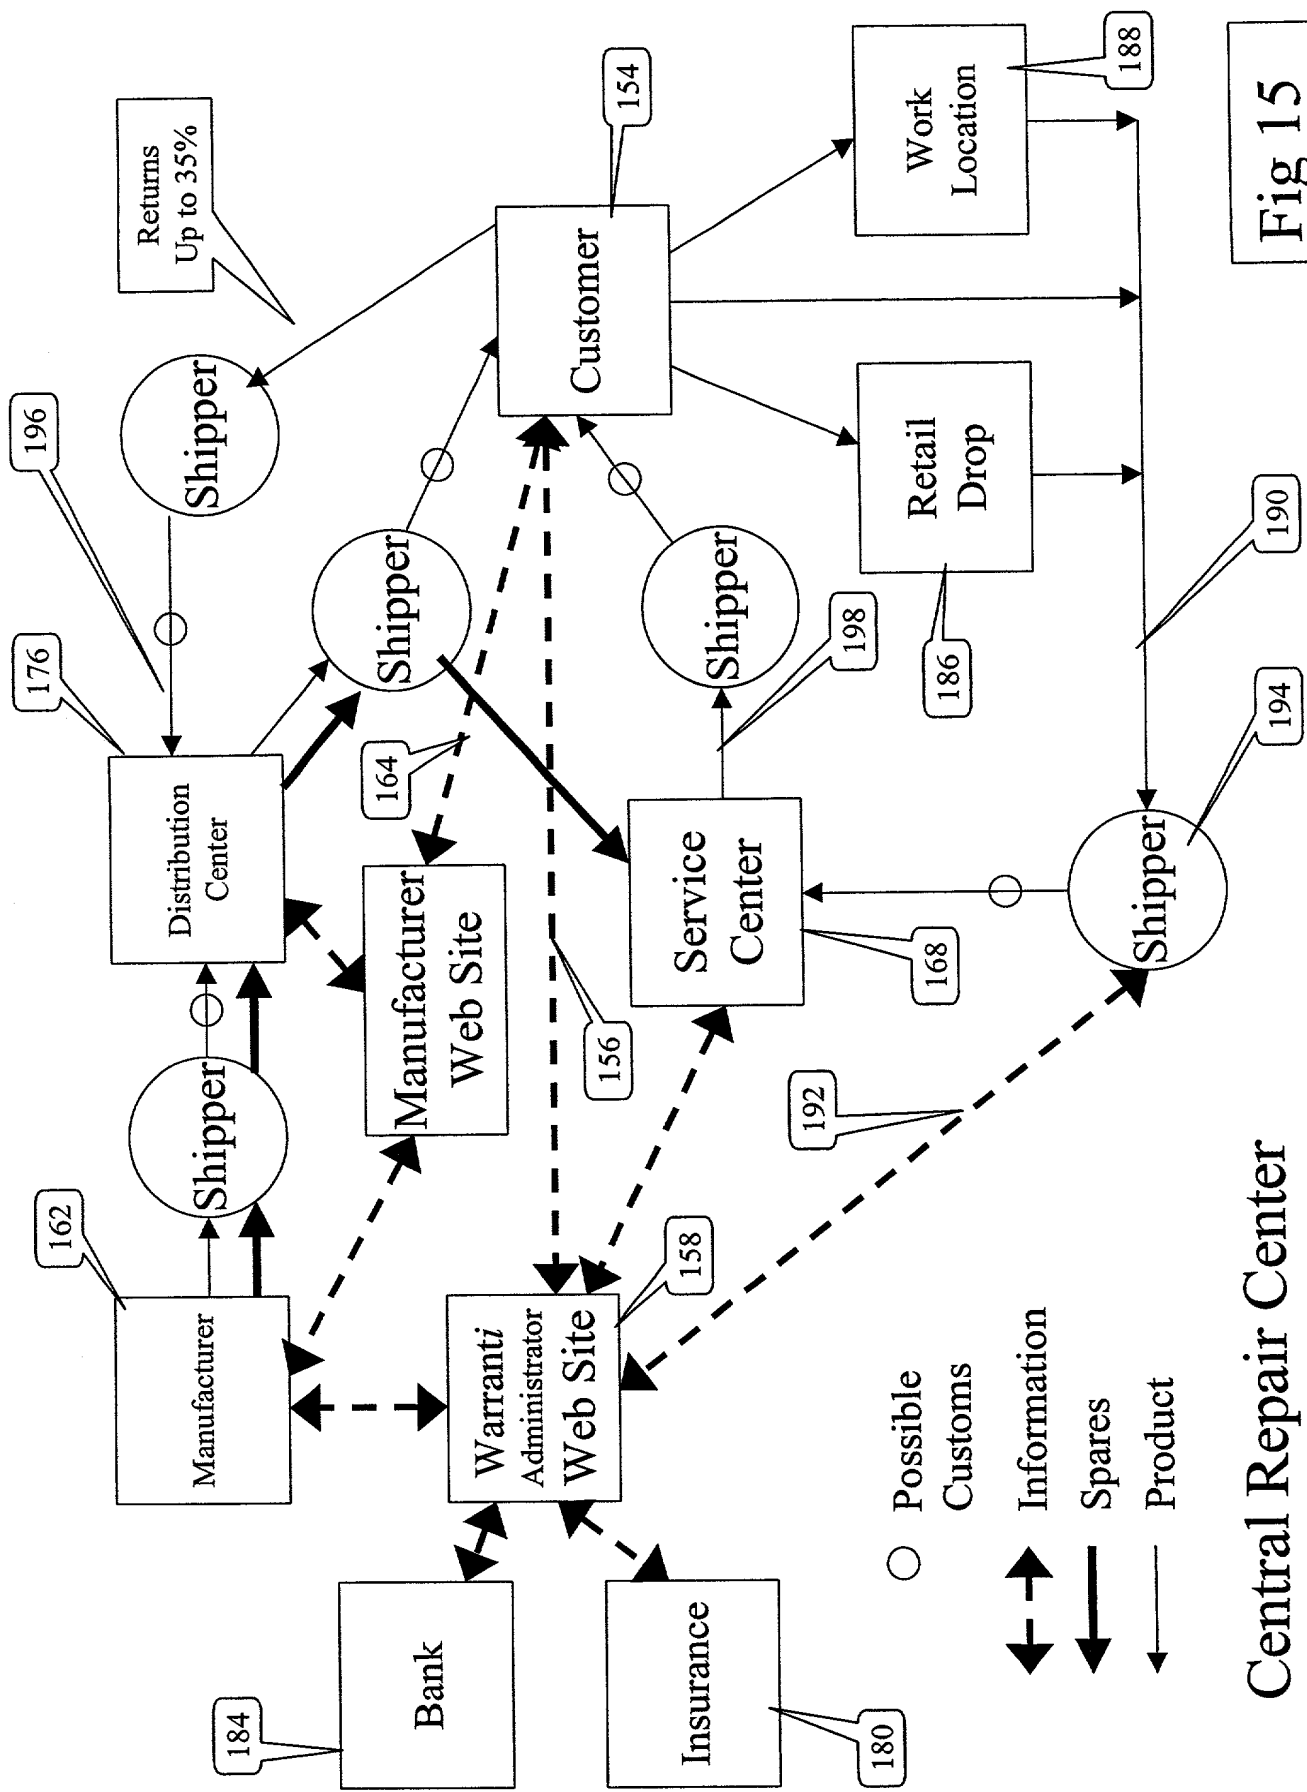 184
Bank
Insurance
180
162
Manufacturer
Warranti
Administrator
Web Site
158
Shipper
Manufacturer
Web Site
156
192
176
Distribution
Center
164
Service
Center
168
Shipper
194
196
Shipper
Shipper
Shipper
198
186
Retail
Drop
190
Returns
Up to 35%
Customer
154
Work
Location
188
Possible
Customs
Information
Spares
Product
Central Repair Center
Fig 15